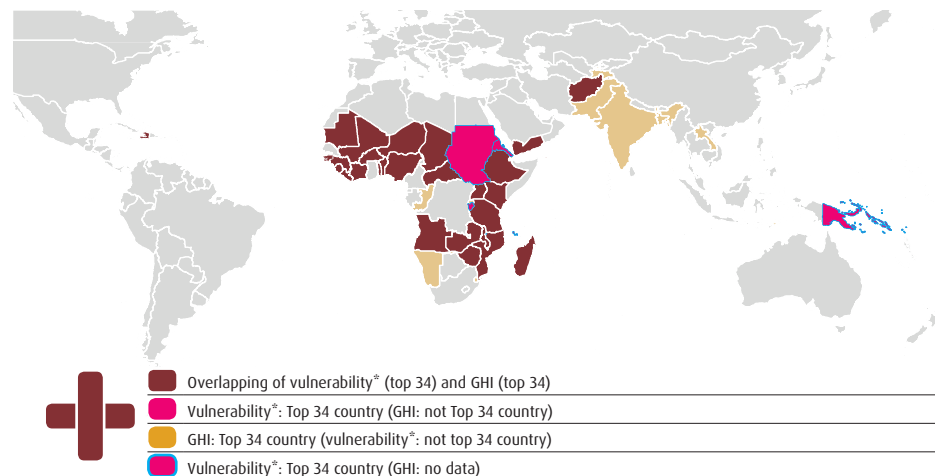 Overlapping of vulnerability* (top 34) and GHI (top 34)
Vulnerability*: Top 34 country (GHI: not Top 34 country)
GHI: Top 34 country (vulnerability*: not top 34 country)
Vulnerability*: Top 34 country (GHI: no data)